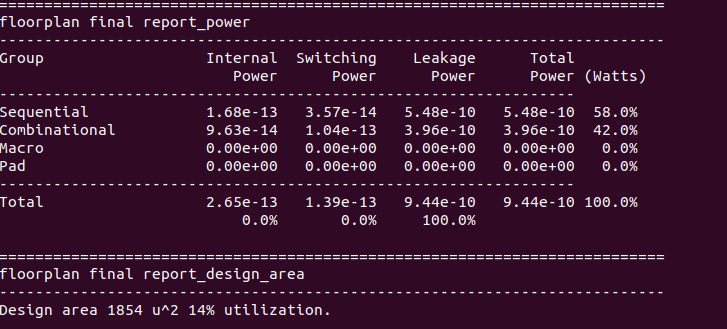 ==========================================================================
floorplan final report_power
--------------------------------------------------------------------------
Group                  Internal  Switching    Leakage      Total
                          Power      Power      Power      Power (Watts)
----------------------------------------------------------------
Sequential             1.68e-13   3.57e-14   5.48e-10   5.48e-10  58.0%
Combinational          9.63e-14   1.04e-13   3.96e-10   3.96e-10  42.0%
Macro                  0.00e+00   0.00e+00   0.00e+00   0.00e+00   0.0%
Pad                    0.00e+00   0.00e+00   0.00e+00   0.00e+00   0.0%
----------------------------------------------------------------
Total                  2.65e-13   1.39e-13   9.44e-10   9.44e-10 100.0%
                           0.0%       0.0%     100.0%
==========================================================================
floorplan final report_design_area
--------------------------------------------------------------------------
Design area 1854 u^2 14% utilization.